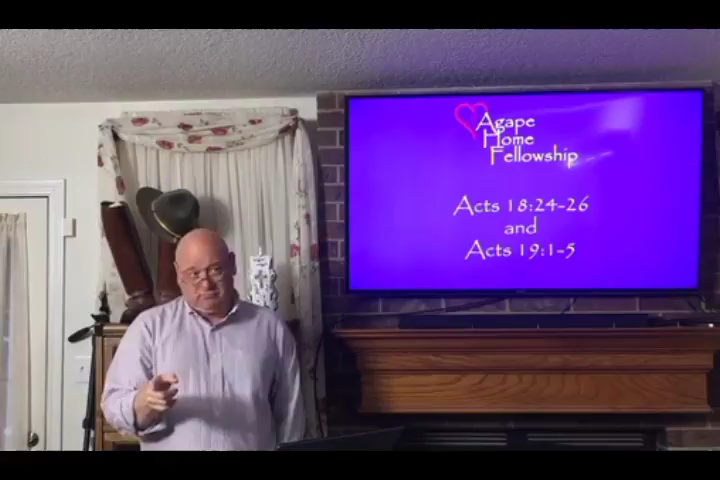 Agape
Home
Fellowship
Acts 18:24-26
and
Acts 19:1-5